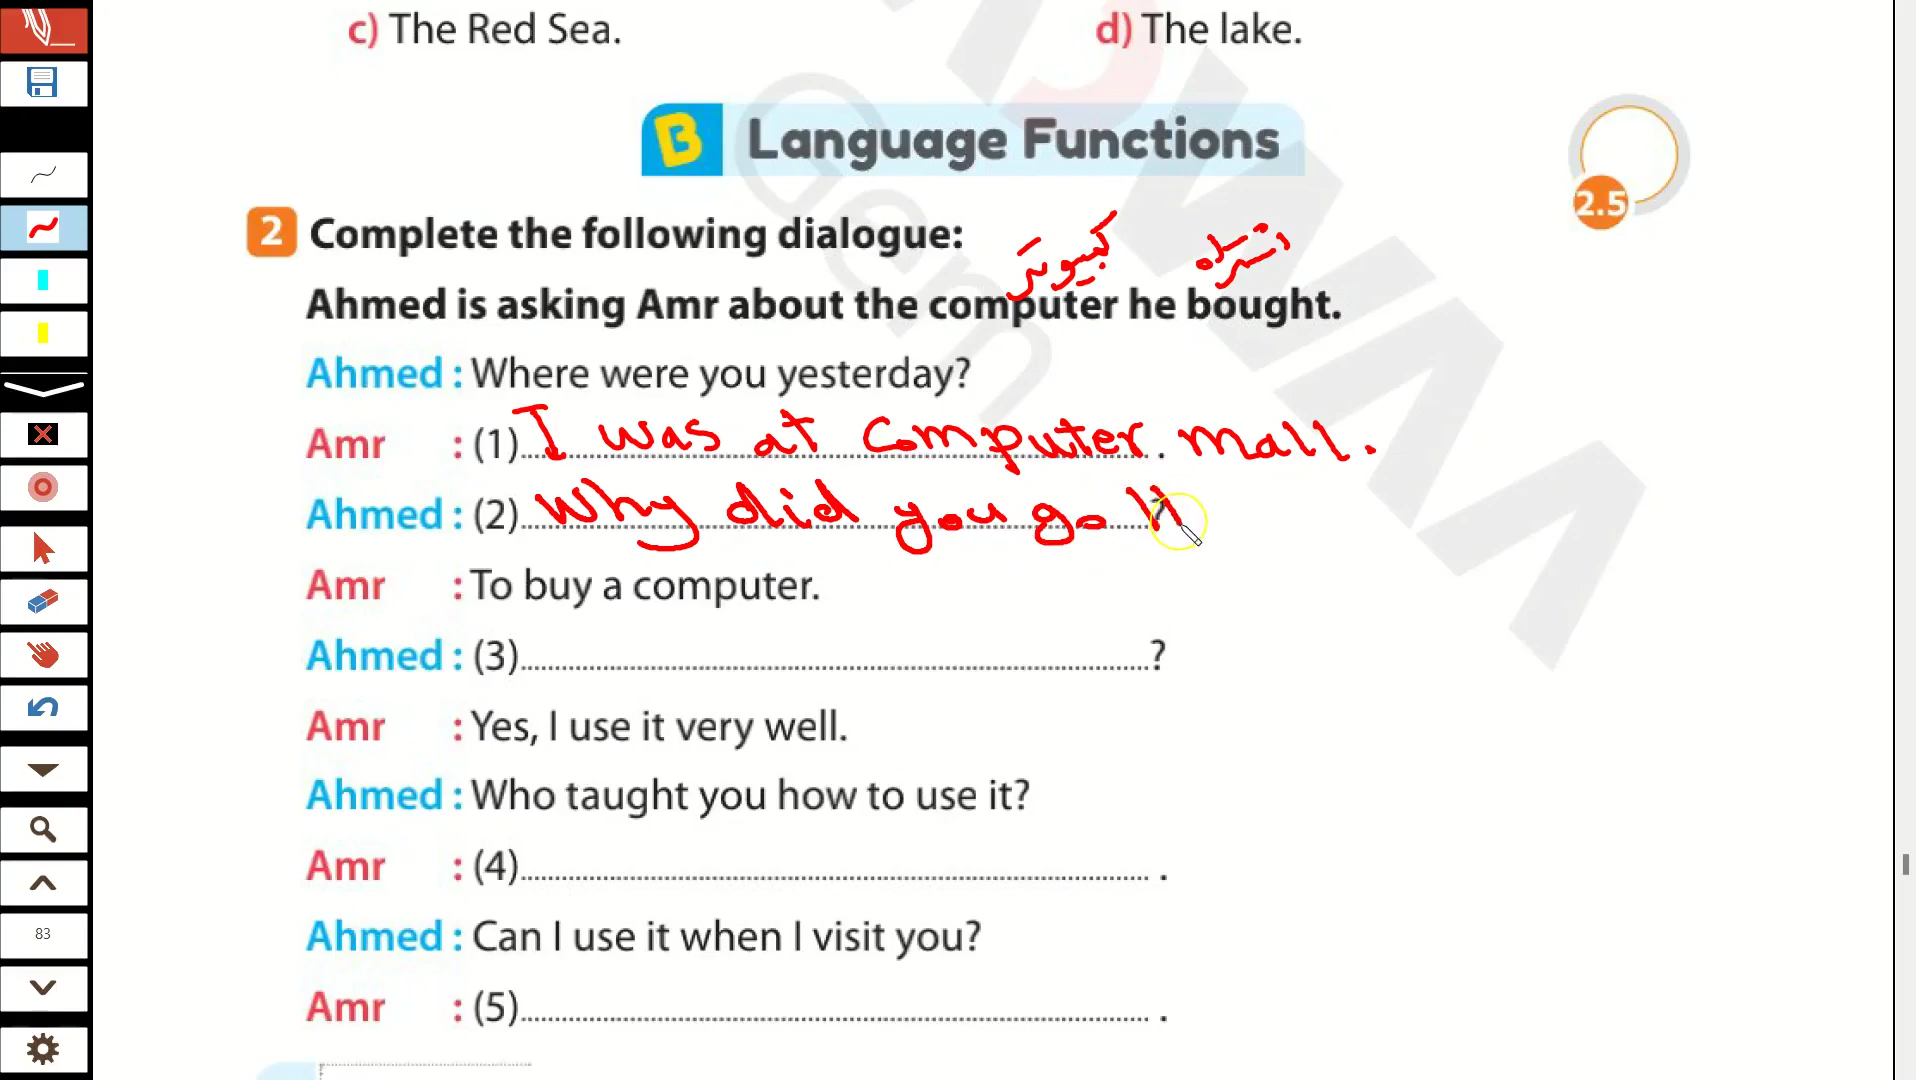 c) The Red Sea.
d) The lake.
B Language Functions
2.5
2 Complete the following dialogue:
كمبيوتر اشتراه
Ahmed is asking Amr about the computer he bought.
Ahmed : Where were you yesterday?
Amr : (1) I was at computer mall.
Ahmed : (2) Why did you go ?
Amr : To buy a computer.
Ahmed : (3) ?
Amr : Yes, I use it very well.
Ahmed : Who taught you how to use it?
Amr : (4) .
Ahmed : Can I use it when I visit you?
Amr : (5) .
83